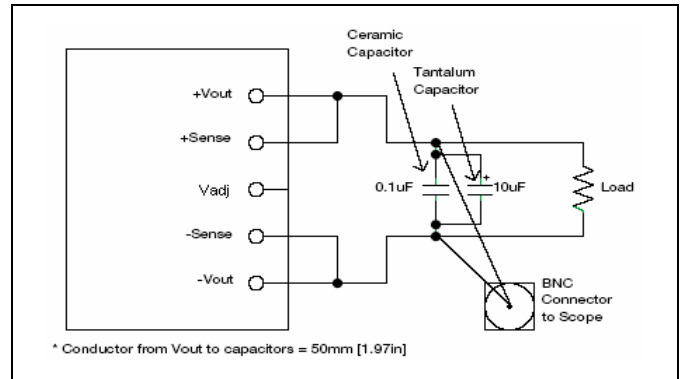 Ceramic
Capacitor
Tantalum
Capacitor
+Vout
+Sense
Vadj
-Sense
-Vout
0.1uF
+
10uF
Load
BNC
Connector
to Scope
* Conductor from Vout to capacitors = 50mm [1.97in]